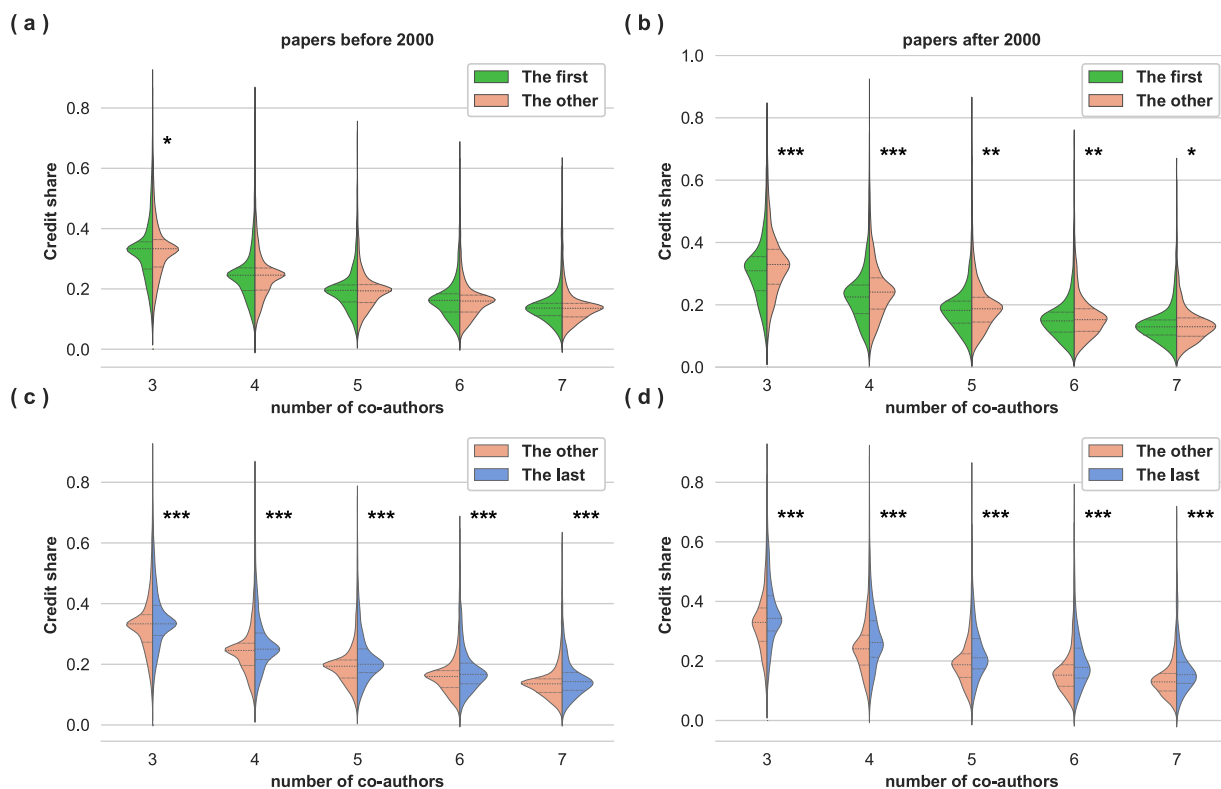 ( a )
papers before 2000
The first
The other
0.8
0.6
0.4
0.2
0.0
Credit share
*
3 4 5 6 7
number of co-authors
( b )
papers after 2000
The first
The other
1.0
0.8
0.6
0.4
0.2
0.0
Credit share
*** *** ** ** *
3 4 5 6 7
number of co-authors
( c )
The other
The last
0.8
0.6
0.4
0.2
0.0
Credit share
*** *** *** *** ***
3 4 5 6 7
number of co-authors
( d )
The other
The last
0.8
0.6
0.4
0.2
0.0
Credit share
*** *** *** *** ***
3 4 5 6 7
number of co-authors